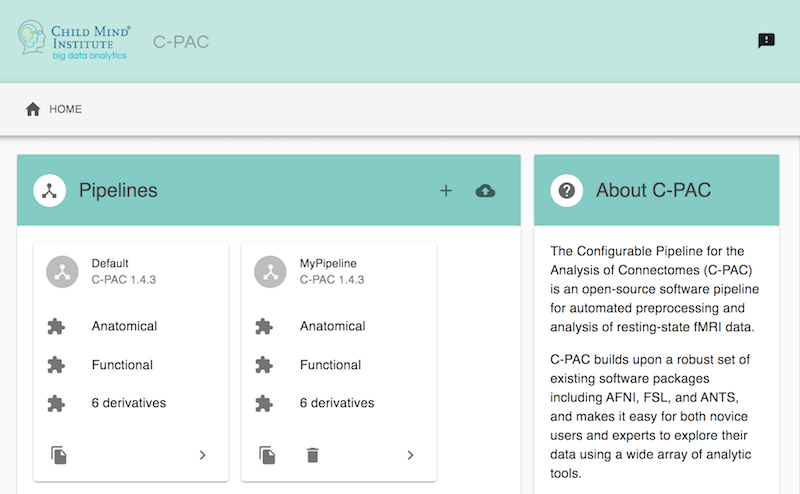 CHILD MIND®
INSTITUTE
big data analytics
C-PAC
HOME
Pipelines
Default
C-PAC 1.4.3
Anatomical
Functional
6 derivatives
MyPipeline
C-PAC 1.4.3
Anatomical
Functional
6 derivatives
About C-PAC
The Configurable Pipeline for the
Analysis of Connectomes (C-PAC)
is an open-source software pipeline
for automated preprocessing and
analysis of resting-state fMRI data.
C-PAC builds upon a robust set of
existing software packages
including AFNI, FSL, and ANTS,
and makes it easy for both novice
users and experts to explore their
data using a wide array of analytic
tools.